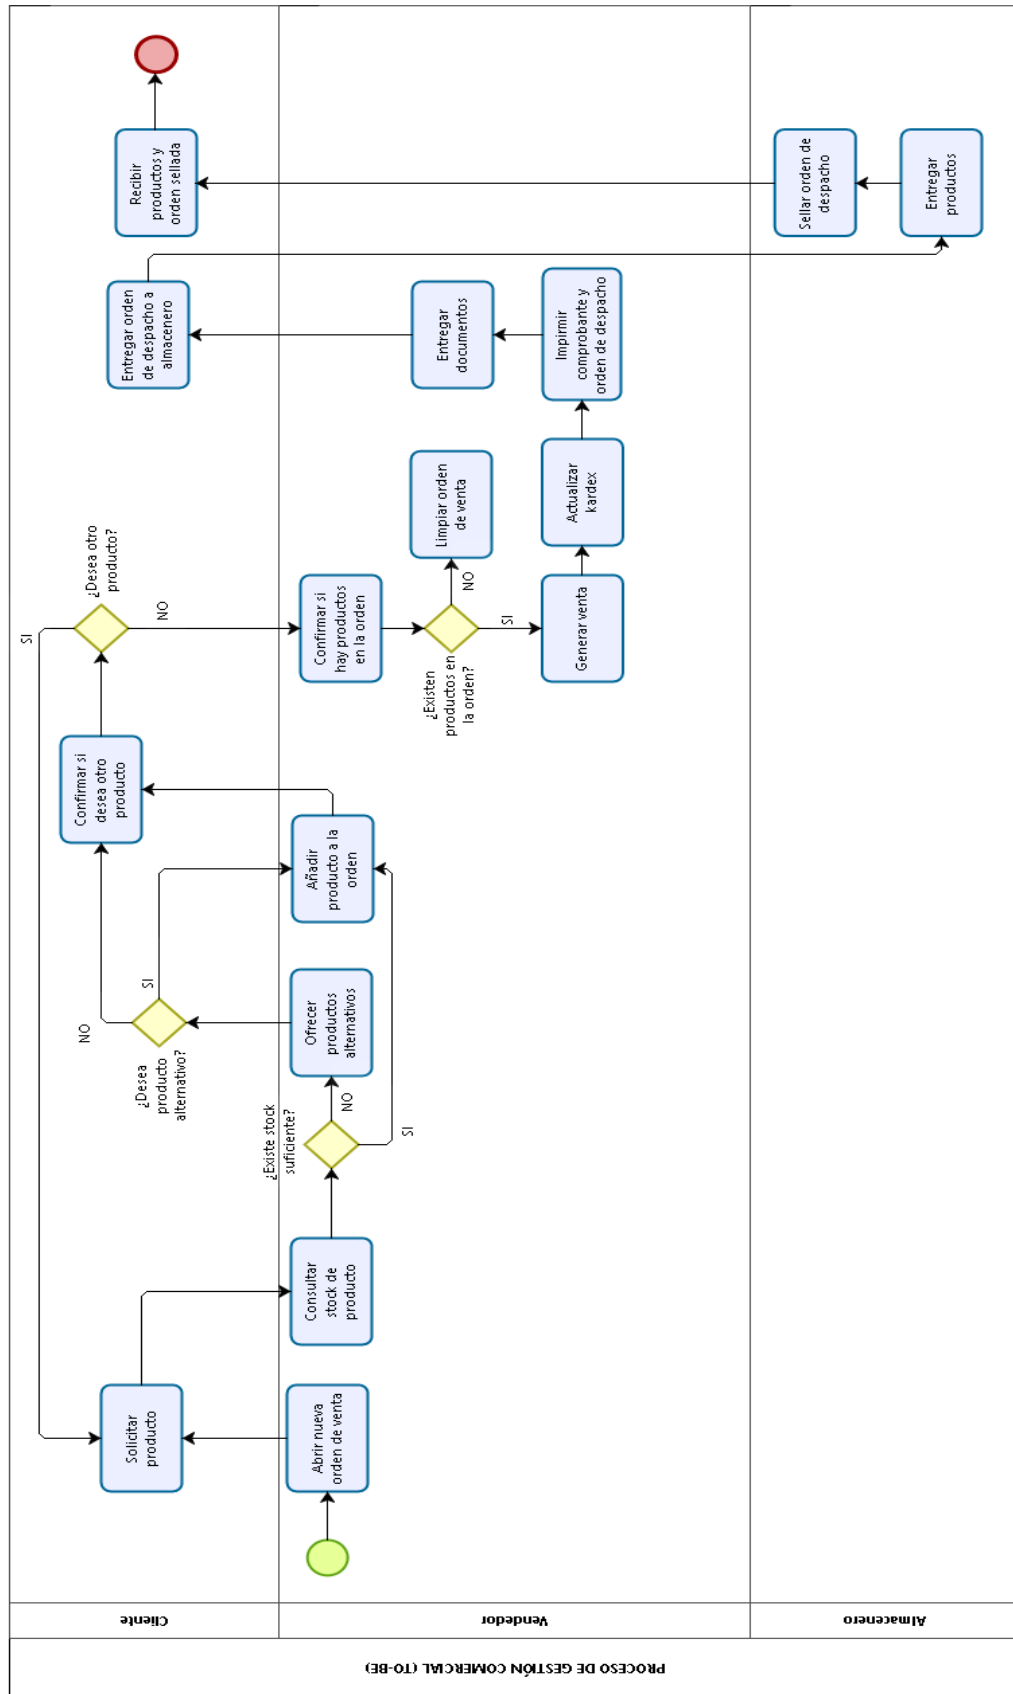 PROCESO DE GESTIÓN COMERCIAL (TO-BE)
Cliente
Vendedor
Almacenero
Abrir nueva
orden de venta
Solicitar
producto
Consultar
stock de
producto
¿Existe stock
suficiente?
NO
SI
Ofrecer
productos
alternativos
¿Desea
producto
alternativo?
NO
SI
Añadir
producto a la
orden
Confirmar si
desea otro
producto
¿Desea otro
producto?
SI
NO
Confirmar si
hay productos
en la orden
¿Existen
productos en
la orden?
NO
SI
Limpiar orden
de venta
Generar venta
Actualizar
kardex
Impirmir
comprobante y
orden de despacho
Entregar
documentos
Entregar orden
de despacho a
almacenero
Entregar
productos
Sellar orden de
despacho
Recibir
productos y
orden sellada